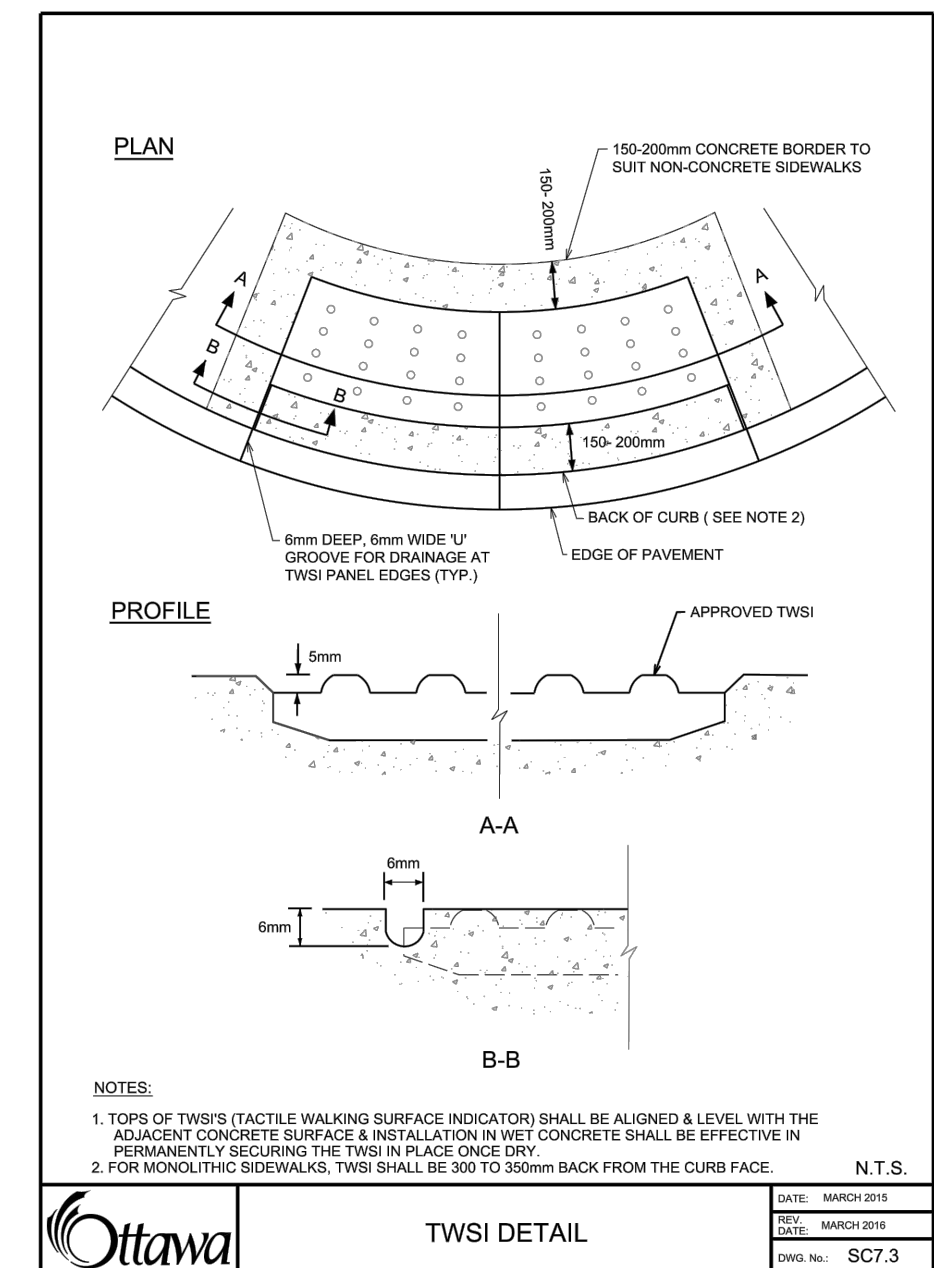 PLAN
150-200mm CONCRETE BORDER TO
SUIT NON-CONCRETE SIDEWALKS
150- 200mm
A
A
B
B
150- 200mm
BACK OF CURB ( SEE NOTE 2)
EDGE OF PAVEMENT
6mm DEEP, 6mm WIDE 'U'
GROOVE FOR DRAINAGE AT
TWSI PANEL EDGES (TYP.)
PROFILE
APPROVED TWSI
5mm
A-A
6mm
6mm
B-B
NOTES:
1. TOPS OF TWSI'S (TACTILE WALKING SURFACE INDICATOR) SHALL BE ALIGNED & LEVEL WITH THE
ADJACENT CONCRETE SURFACE & INSTALLATION IN WET CONCRETE SHALL BE EFFECTIVE IN
PERMANENTLY SECURING THE TWSI IN PLACE ONCE DRY.
2. FOR MONOLITHIC SIDEWALKS, TWSI SHALL BE 300 TO 350mm BACK FROM THE CURB FACE.
N.T.S.
Ottawa
TWSI DETAIL
DATE: MARCH 2015
REV.
DATE: MARCH 2016
DWG. No.: SC7.3